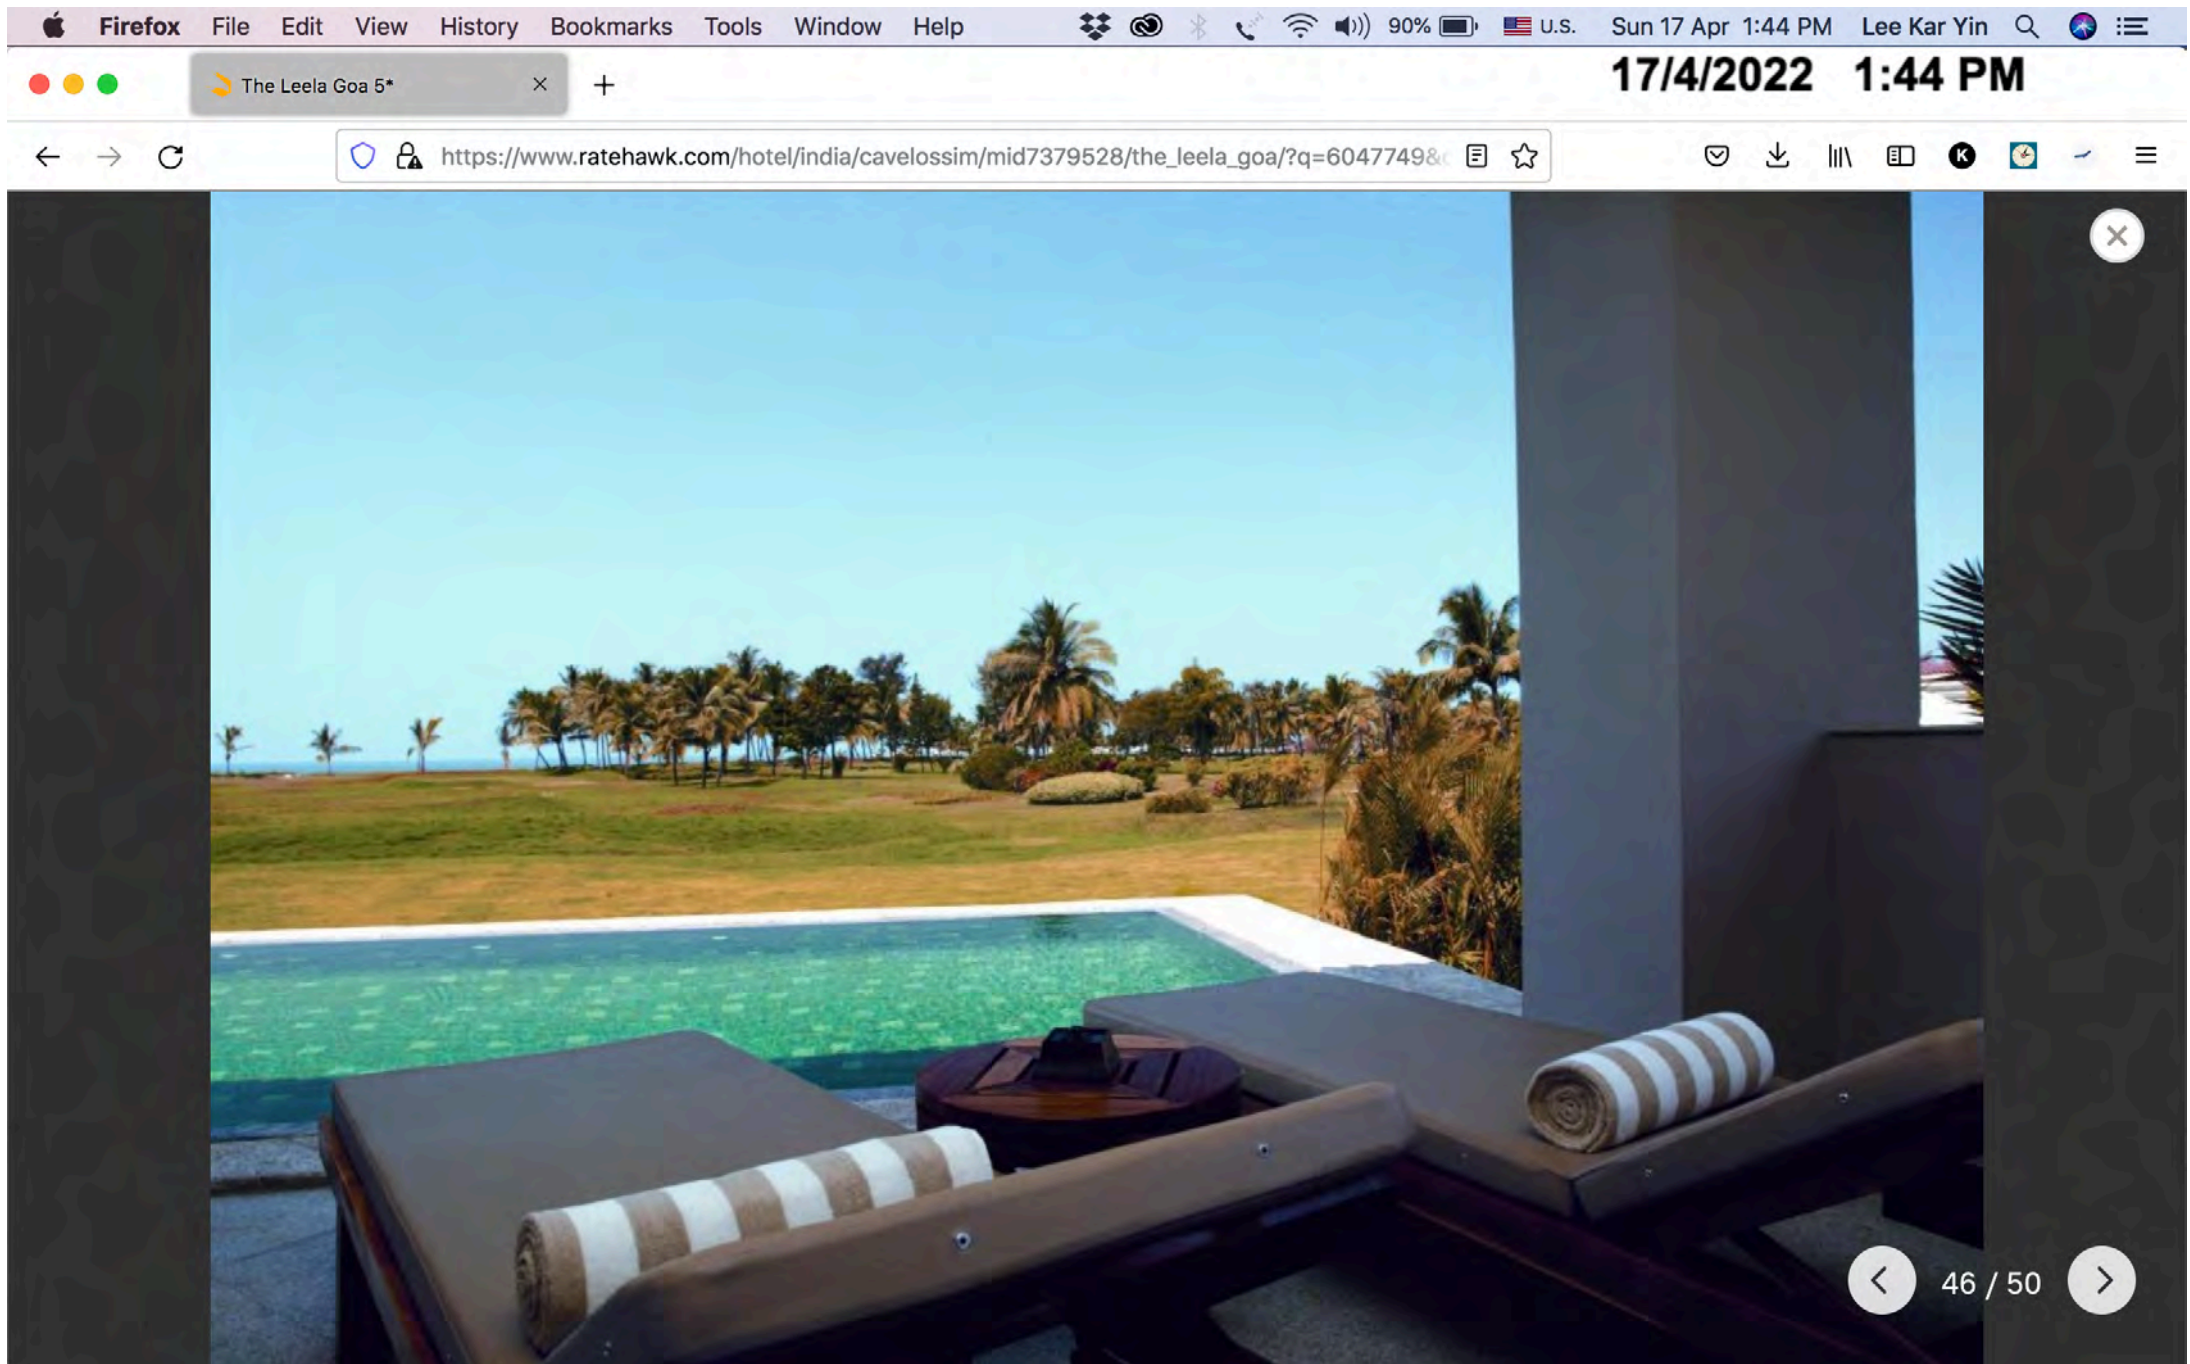 Firefox File Edit View History Bookmarks Tools Window Help 90% U.S. Sun 17 Apr 1:44 PM Lee Kar Yin
The Leela Goa 5*
17/4/2022 1:44 PM
https://www.ratehawk.com/hotel/india/cavelossim/mid7379528/the_leela_goa/?q=6047749&
K
46 / 50